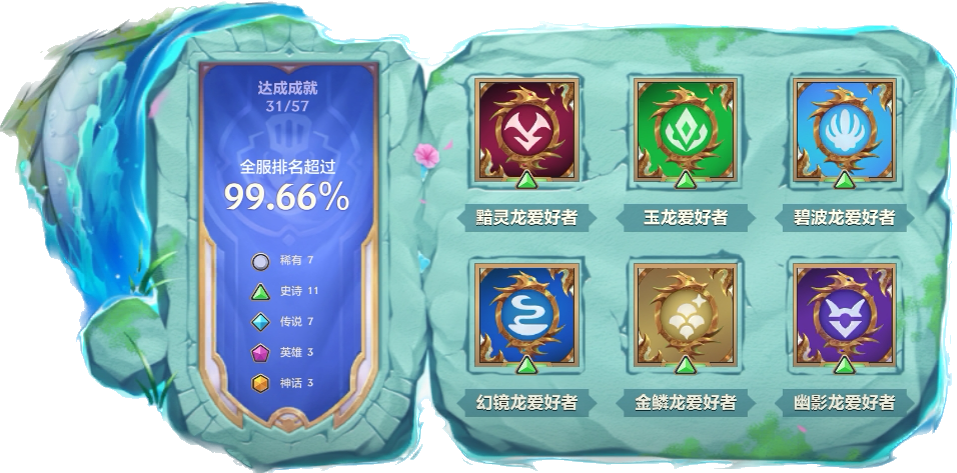 达成成就
31/57
全服排名超过
99.66%
稀有 7
史诗 11
传说 7
英雄 3
神话 3
黯灵龙爱好者
玉龙爱好者
碧波龙爱好者
幻镜龙爱好者
金鳞龙爱好者
幽影龙爱好者